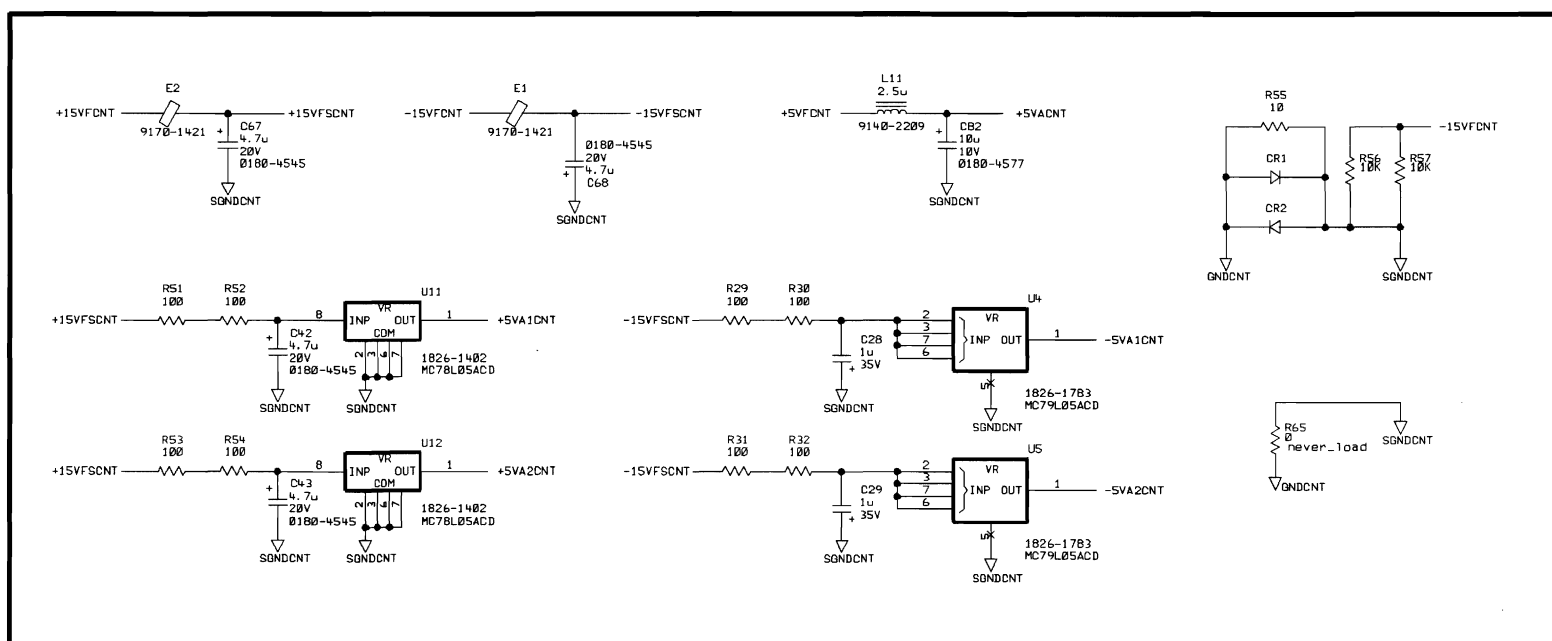 E2
+15VFCNT
+15VFSCNT
9170-1421
+
C67
4.7u
20V
0180-4545
SGNDCNT
E1
-15VFCNT
-15VFSCNT
9170-1421
0180-4545
20V
4.7u
+
C68
SGNDCNT
L11
2.5u
+5VFCNT
+5VACNT
9140-2209
+
C82
10u
10V
0180-4577
SGNDCNT
R55
10
-15VFCNT
R56
10K
R57
10K
CR1
CR2
GNDCNT
SGNDCNT
R51
100
R52
100
U11
+15VFSCNT
8
VR
INP OUT
COM
1
+5VA1CNT
2
3
6
7
+
C42
4.7u
20V
0180-4545
1826-1402
MC78L05ACD
SGNDCNT
SGNDCNT
R29
100
R30
100
U4
-15VFSCNT
2
3
7
6
VR
INP OUT
1
-5VA1CNT
C28
1u
35V
+
5
1826-1783
MC79L05ACD
SGNDCNT
SGNDCNT
R53
100
R54
100
U12
+15VFSCNT
8
VR
INP OUT
COM
1
+5VA2CNT
2
3
6
7
+
C43
4.7u
20V
0180-4545
1826-1402
MC78L05ACD
SGNDCNT
SGNDCNT
R31
100
R32
100
U5
-15VFSCNT
2
3
7
6
VR
INP OUT
1
-5VA2CNT
C29
1u
35V
+
5
1826-1783
MC79L05ACD
SGNDCNT
SGNDCNT
R65
0
never_load
SGNDCNT
GNDCNT